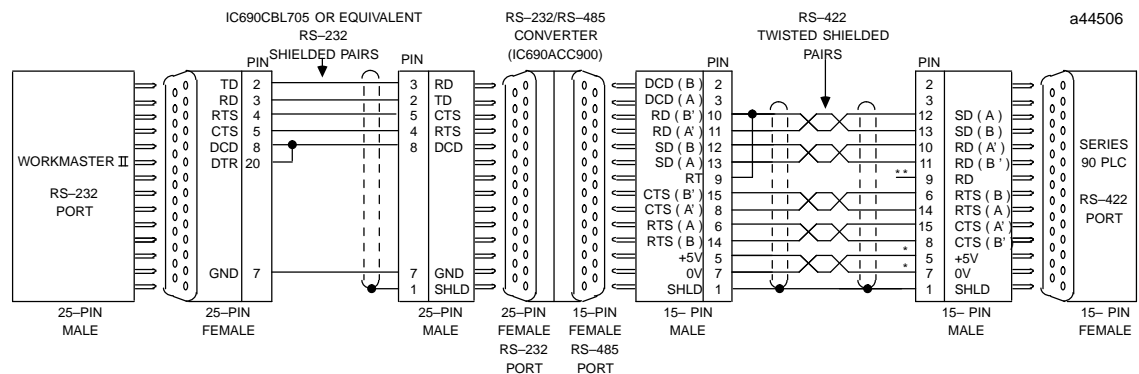 IC690CBL705 OR EQUIVALENT
RS–232
SHIELDED PAIRS
RS–232/RS–485
CONVERTER
(IC690ACC900)
RS–422
TWISTED SHIELDED
PAIRS
a44506
WORKMASTER II
RS–232
PORT
25–PIN
MALE
PIN
TD 2
RD 3
RTS 4
CTS 5
DCD 8
DTR 20
GND 7
25–PIN
FEMALE
PIN
3 RD
2 TD
5 CTS
4 RTS
8 DCD
7 GND
1 SHLD
25–PIN
MALE
25–PIN
FEMALE
RS–232
PORT
15–PIN
FEMALE
RS–485
PORT
PIN
DCD ( B ) 2
DCD ( A ) 3
RD ( B' ) 10
RD ( A' ) 11
SD ( B ) 12
SD ( A ) 13
RT 9
CTS ( B' ) 15
CTS ( A' ) 8
RTS ( A ) 6
RTS ( B ) 14
+5V 5
0V 7
SHLD 1
15– PIN
MALE
PIN
2
3
12 SD ( A )
13 SD ( B )
10 RD ( A' )
11 RD ( B ' )
** 9 RD
6 RTS ( B )
14 RTS ( A )
15 CTS ( A' )
8 CTS ( B' )
* 5 +5V
* 7 0V
1 SHLD
15– PIN
MALE
SERIES
90 PLC
RS–422
PORT
15– PIN
FEMALE